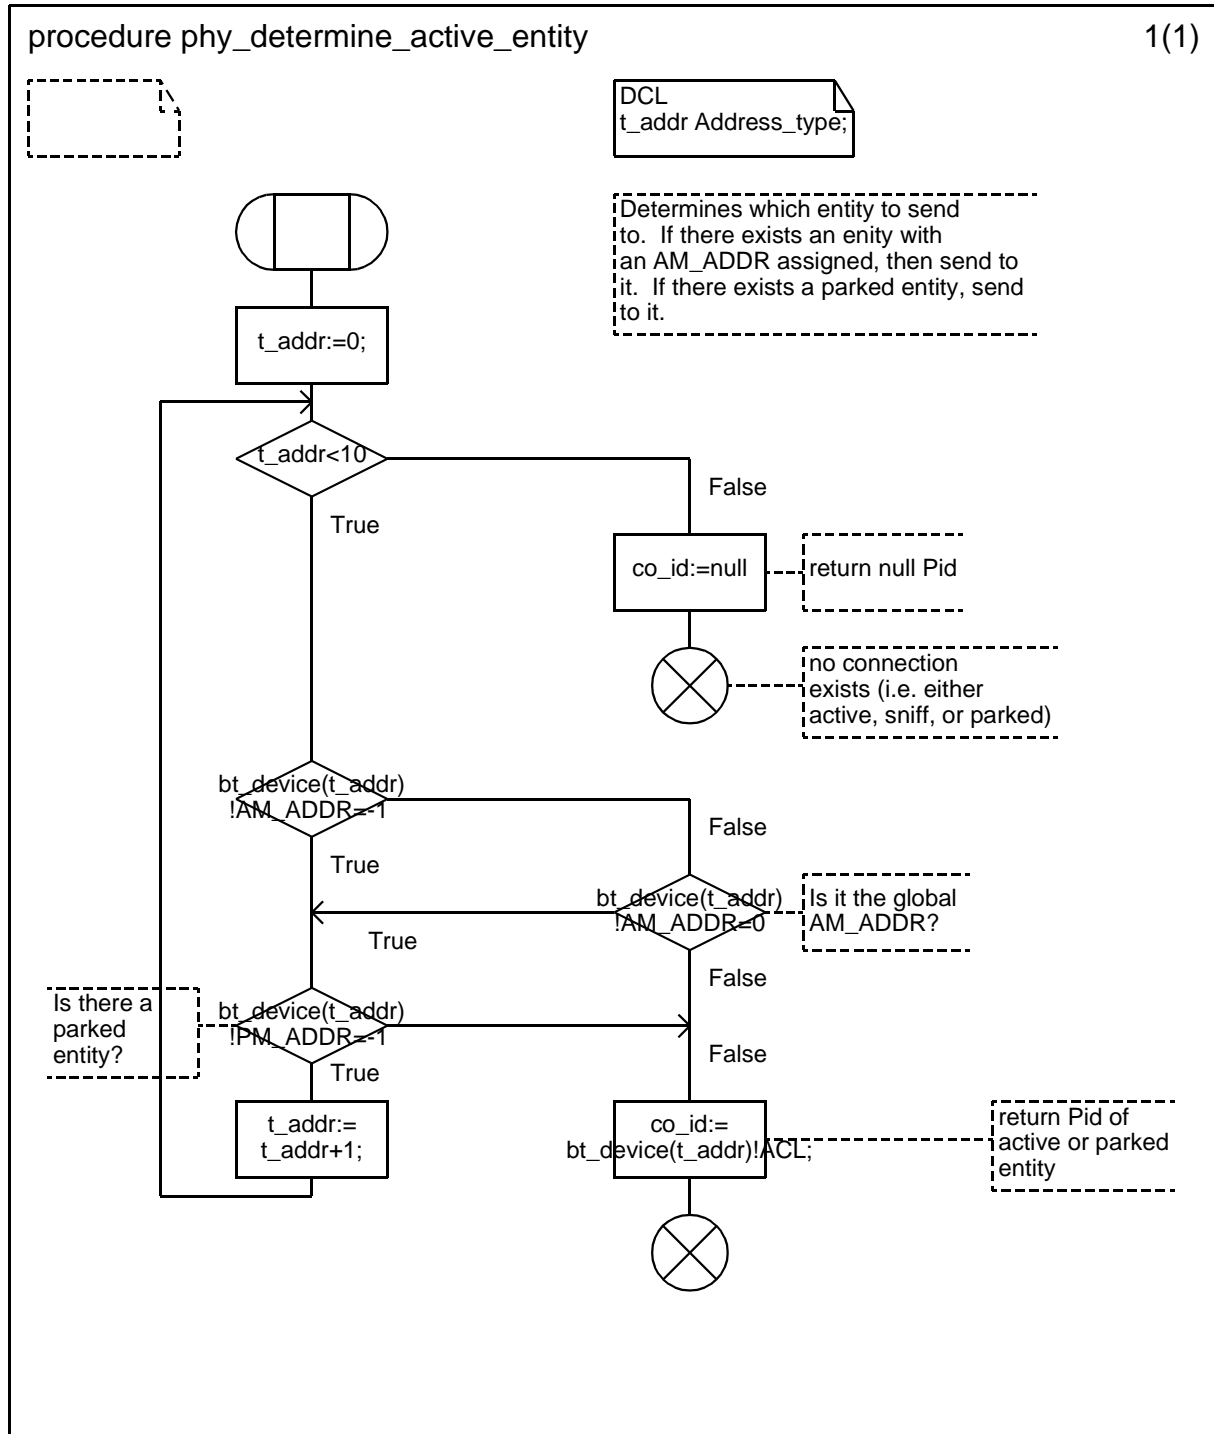 procedure phy_determine_active_entity
1(1)
DCL
t_addr Address_type;
Determines which entity to send
to.  If there exists an enity with
an AM_ADDR assigned, then send to
it.  If there exists a parked entity, send
to it.
t_addr:=0;
t_addr<10
False
True
co_id:=null
return null Pid
no connection
exists (i.e. either
active, sniff, or parked)
bt_device(t_addr)
!AM_ADDR=-1
False
True
bt_device(t_addr)
!AM_ADDR=0
Is it the global
AM_ADDR?
True
False
Is there a
parked
entity?
bt_device(t_addr)
!PM_ADDR=-1
False
True
t_addr:=
t_addr+1;
co_id:=
bt_device(t_addr)!ACL;
return Pid of
active or parked
entity